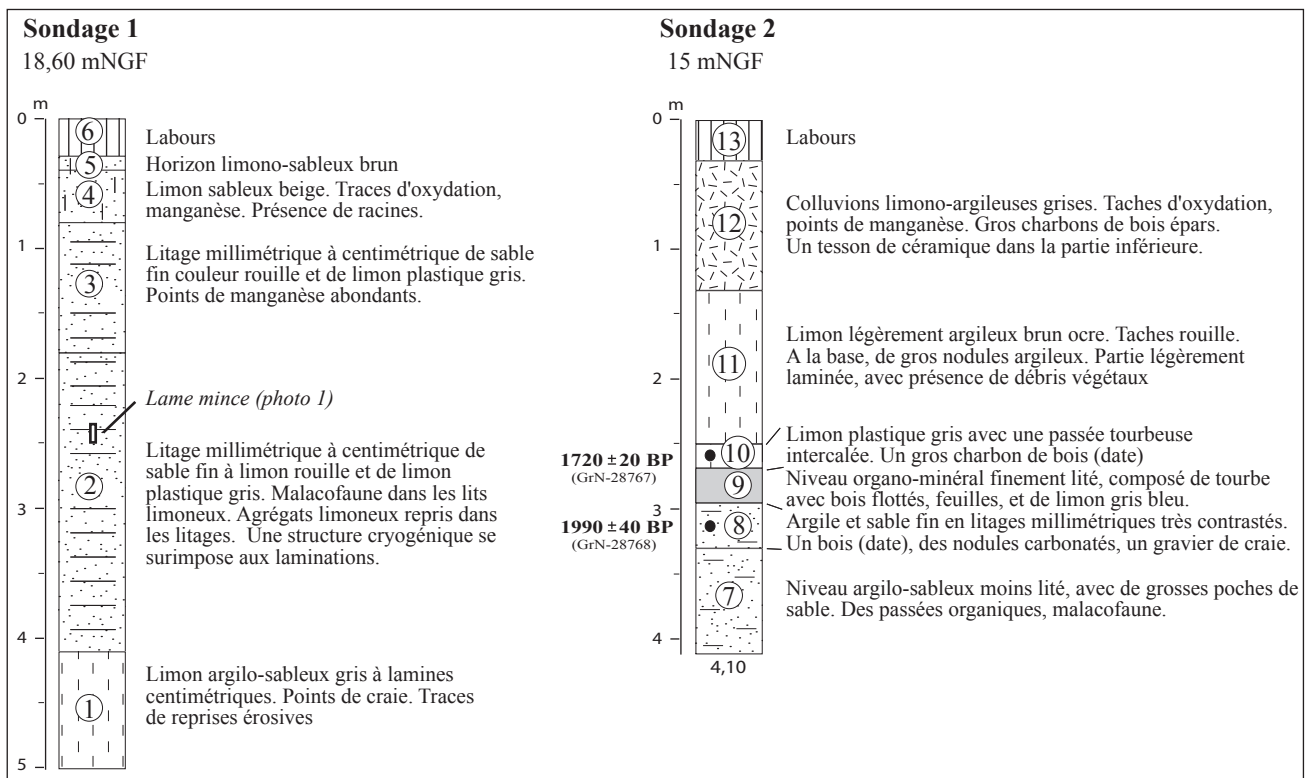 Sondage 1
18,60 mNGF
m
0
1
2
3
4
5
6
5
4
3
2
1
Labours
Horizon limono-sableux brun
Limon sableux beige. Traces d'oxydation,
manganèse. Présence de racines.
Litage millimétrique à centimétrique de sable
fin couleur rouille et de limon plastique gris.
Points de manganèse abondants.
Lame mince (photo 1)
Litage millimétrique à centimétrique de
sable fin à limon rouille et de limon
plastique gris. Malacofaune dans les lits
limoneux. Agrégats limoneux repris dans
les litages. Une structure cryogénique se
surimpose aux laminations.
Limon argilo-sableux gris à lamines
centimétriques. Points de craie. Traces
de reprises érosives
Sondage 2
15 mNGF
m
0
1
2
3
4
13
12
11
10
9
8
7
4,10
1720 ± 20 BP
(GrN-28767)
1990 ± 40 BP
(GrN-28768)
Labours
Colluvions limono-argileuses grises. Taches d'oxydation,
points de manganèse. Gros charbons de bois épars.
Un tesson de céramique dans la partie inférieure.
Limon légèrement argileux brun ocre. Taches rouille.
A la base, de gros nodules argileux. Partie légèrement
laminée, avec présence de débris végétaux
Limon plastique gris avec une passée tourbeuse
intercalée. Un gros charbon de bois (date)
Niveau organo-minéral finement lité, composé de tourbe
avec bois flottés, feuilles, et de limon gris bleu.
Argile et sable fin en litages millimétriques très contrastés.
Un bois (date), des nodules carbonatés, un gravier de craie.
Niveau argilo-sableux moins lité, avec de grosses poches de
sable. Des passées organiques, malacofaune.